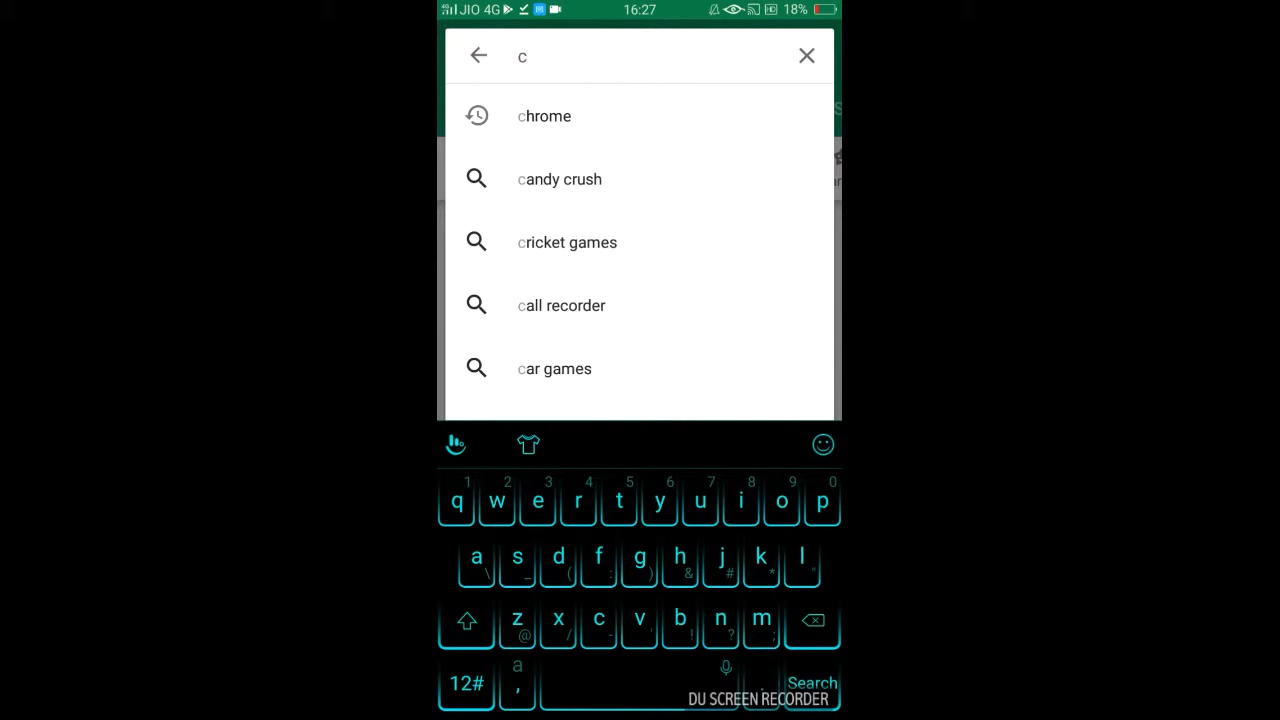 JIO 4G 16:27 HD 18%
c
chrome
candy crush
cricket games
call recorder
car games
1 2 3 4 5 6 7 8 9 0
q w e r t y u i o p
a s d f g h j k l
\ _ ( : ) & # * "
z x c v b n m
@ / - ' ! ? ;
a
12# , . Search
DU SCREEN RECORDER